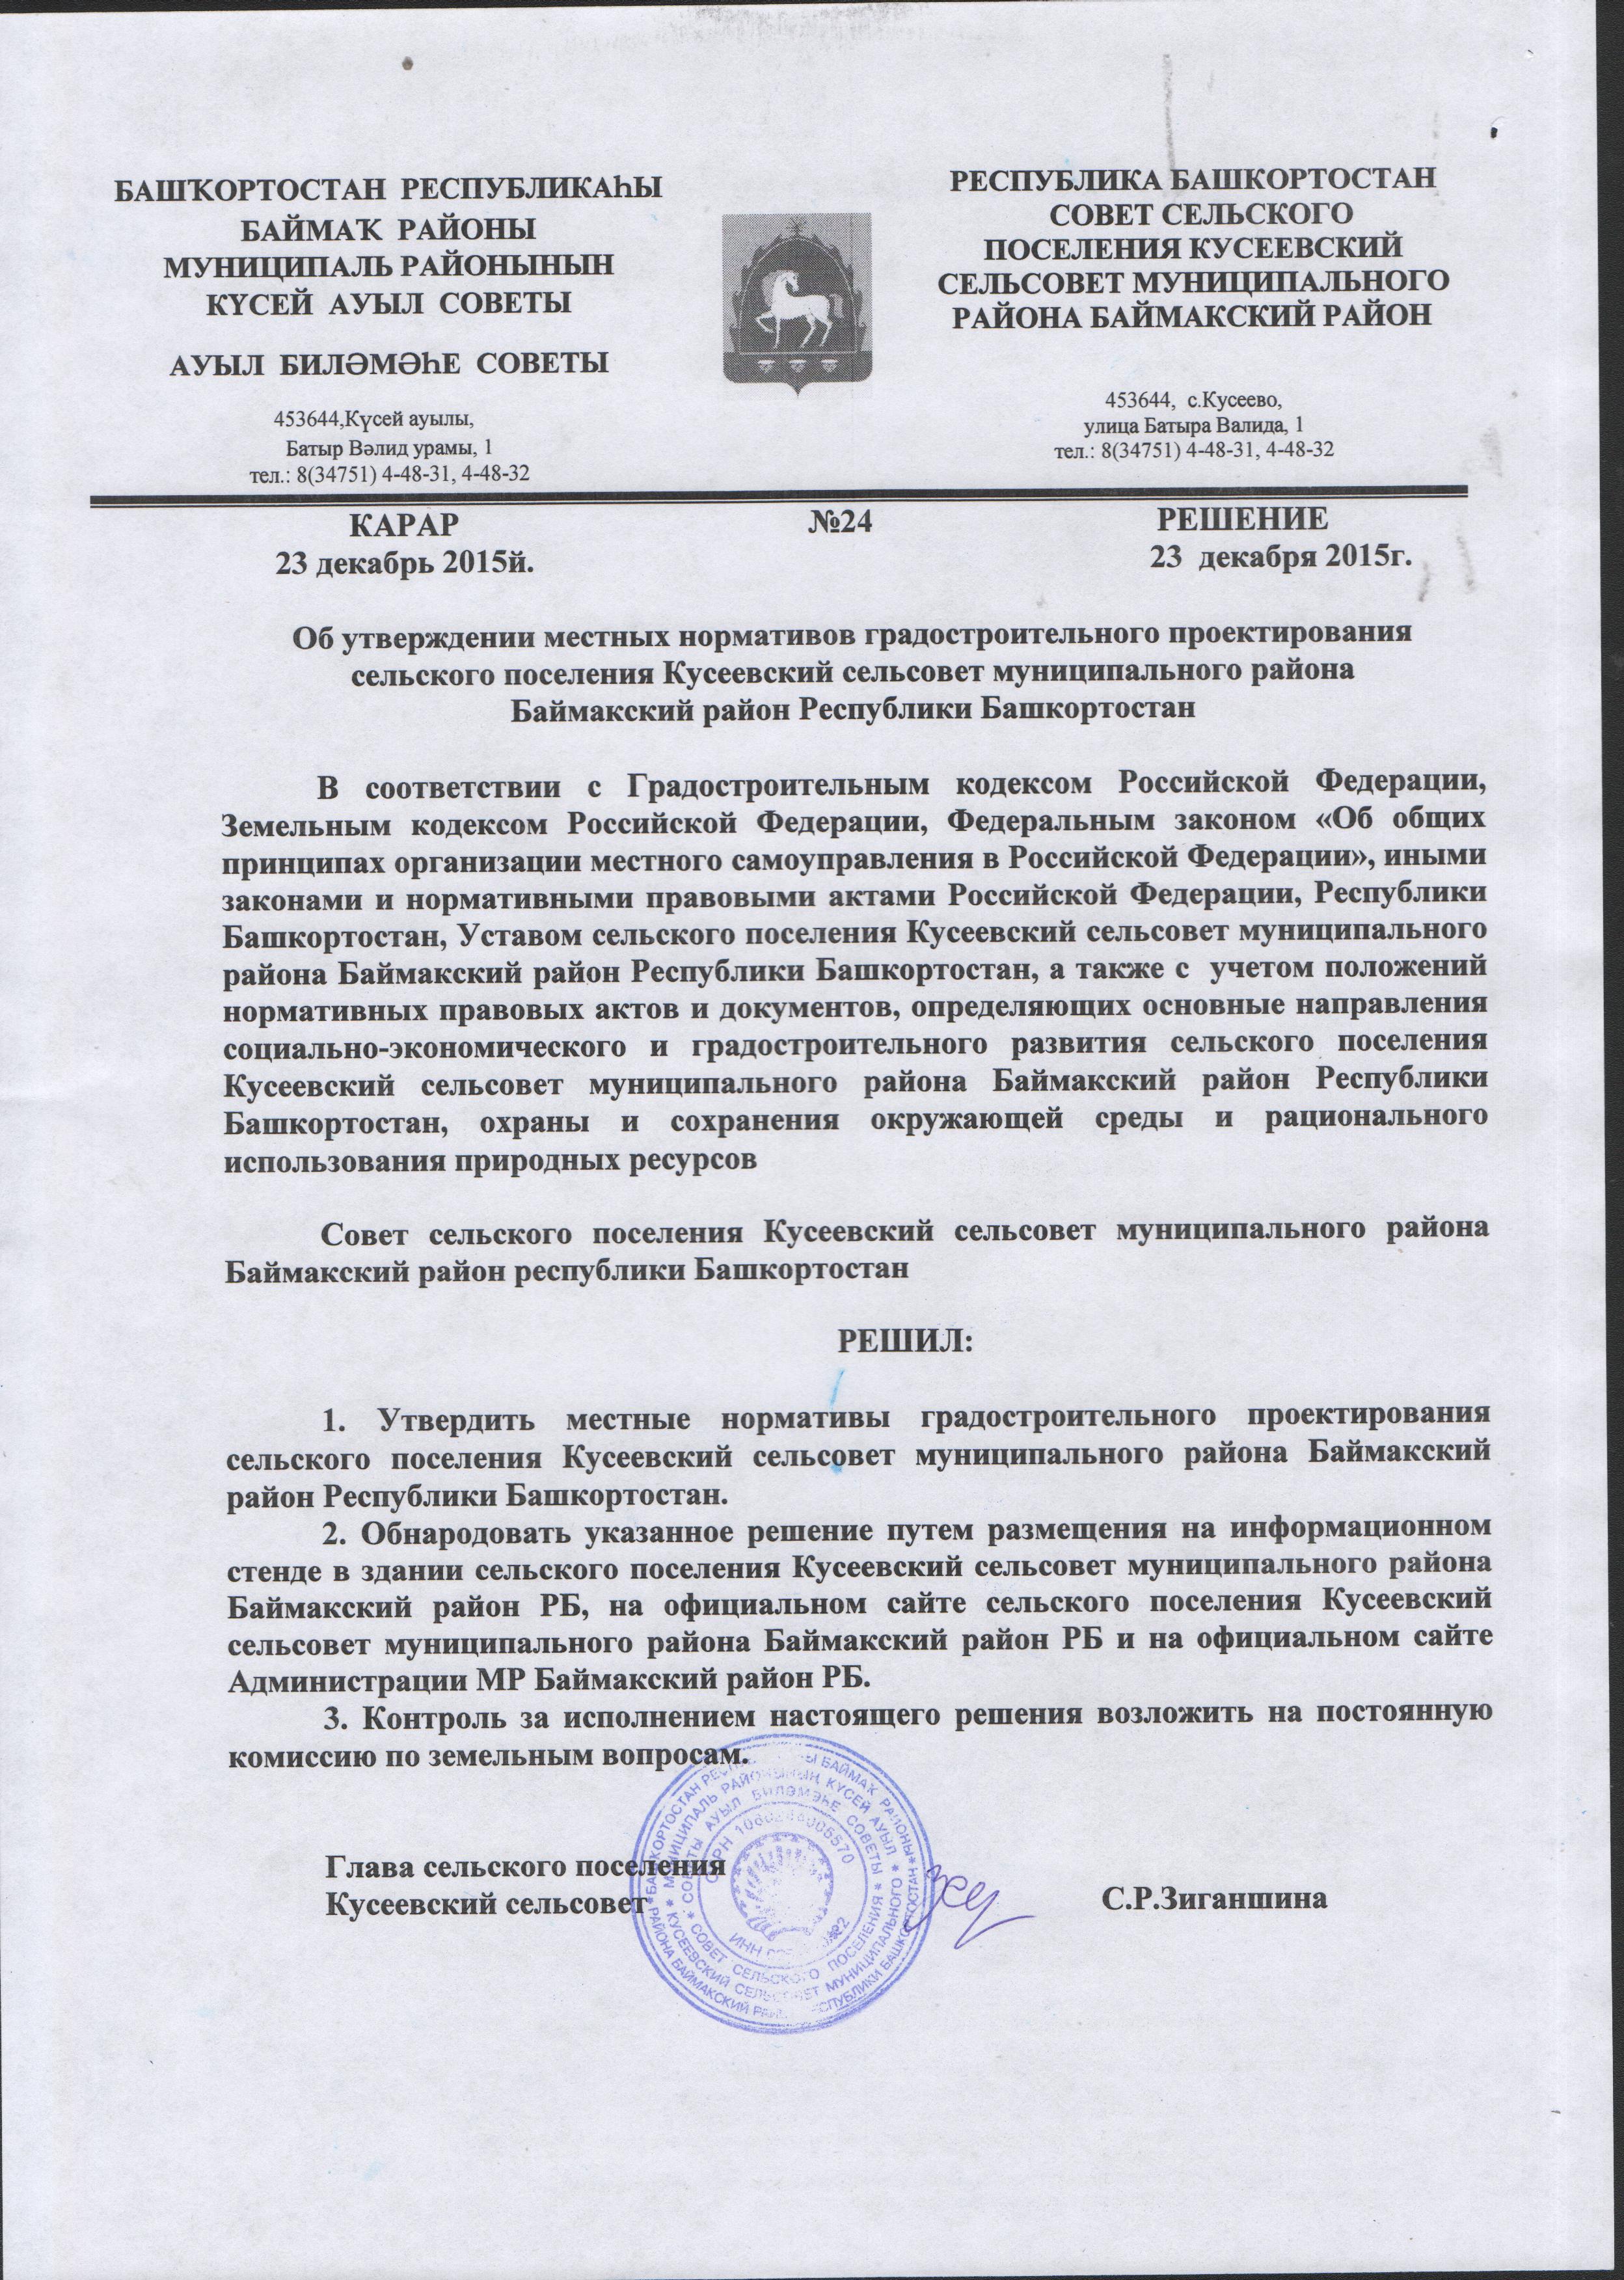 БАШҠОРТОСТАН РЕСПУБЛИКАҺЫ
БАЙМАҠ РАЙОНЫ
МУНИЦИПАЛЬ РАЙОНЫНЫН
КҮСЕЙ АУЫЛ СОВЕТЫ
АУЫЛ БИЛӘМӘҺЕ СОВЕТЫ
453644,Күсей ауылы,
Батыр Вәлид урамы, 1
тел.: 8(34751) 4-48-31, 4-48-32
РЕСПУБЛИКА БАШКОРТОСТАН
СОВЕТ СЕЛЬСКОГО
ПОСЕЛЕНИЯ КУСЕЕВСКИЙ
СЕЛЬСОВЕТ МУНИЦИПАЛЬНОГО
РАЙОНА БАЙМАКСКИЙ РАЙОН
453644, с.Кусеево,
улица Батыра Валида, 1
тел.: 8(34751) 4-48-31, 4-48-32
КАРАР №24 РЕШЕНИЕ
23 декабрь 2015й. 23 декабря 2015г.
Об утверждении местных нормативов градостроительного проектирования
сельского поселения Кусеевский сельсовет муниципального района
Баймакский район Республики Башкортостан
В соответствии с Градостроительным кодексом Российской Федерации,
Земельным кодексом Российской Федерации, Федеральным законом «Об общих
принципах организации местного самоуправления в Российской Федерации», иными
законами и нормативными правовыми актами Российской Федерации, Республики
Башкортостан, Уставом сельского поселения Кусеевский сельсовет муниципального
района Баймакский район Республики Башкортостан, а также с учетом положений
нормативных правовых актов и документов, определяющих основные направления
социально-экономического и градостроительного развития сельского поселения
Кусеевский сельсовет муниципального района Баймакский район Республики
Башкортостан, охраны и сохранения окружающей среды и рационального
использования природных ресурсов
Совет сельского поселения Кусеевский сельсовет муниципального района
Баймакский район республики Башкортостан
РЕШИЛ:
1. Утвердить местные нормативы градостроительного проектирования
сельского поселения Кусеевский сельсовет муниципального района Баймакский
район Республики Башкортостан.
2. Обнародовать указанное решение путем размещения на информационном
стенде в здании сельского поселения Кусеевский сельсовет муниципального района
Баймакский район РБ, на официальном сайте сельского поселения Кусеевский
сельсовет муниципального района Баймакский район РБ и на официальном сайте
Администрации МР Баймакский район РБ.
3. Контроль за исполнением настоящего решения возложить на постоянную
комиссию по земельным вопросам.
Глава сельского поселения
Кусеевский сельсовет С.Р.Зиганшина
БАШҠОРТОСТАН БАЙМАҠ РАЙОНЫ
МУНИЦИПАЛЬ РАЙОНЫНЫҢ КҮСЕЙ АУЫЛ
СОВЕТЫ АУЫЛ БИЛӘМӘҺЕ СОВЕТЫ
СОВЕТ СЕЛЬСКОГО ПОСЕЛЕНИЯ
КУСЕЕВСКИЙ СЕЛЬСОВЕТ МУНИЦИПАЛЬНОГО
РАЙОНА БАЙМАКСКИЙ РАЙОН РЕСПУБЛИКИ БАШКОРТОСТАН
ИНН